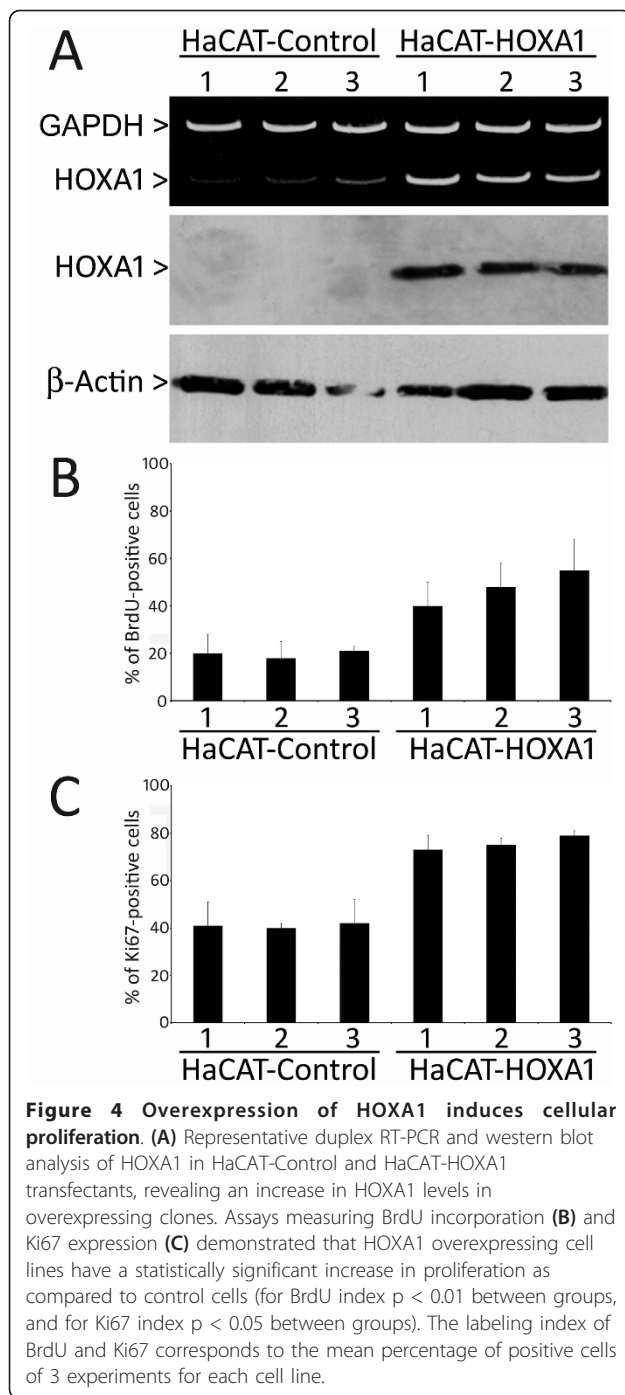 A
HaCAT-Control HaCAT-HOXA1
1 2 3 1 2 3
GAPDH >
HOXA1 >
HOXA1 >
β-Actin >
B
% of BrdU-positive cells
100
80
60
40
20
0
1 2 3 1 2 3
HaCAT-Control HaCAT-HOXA1
C
% of Ki67-positive cells
100
80
60
40
20
0
1 2 3 1 2 3
HaCAT-Control HaCAT-HOXA1
Figure 4 Overexpression of HOXA1 induces cellular
proliferation. (A) Representative duplex RT-PCR and western blot
analysis of HOXA1 in HaCAT-Control and HaCAT-HOXA1
transfectants, revealing an increase in HOXA1 levels in
overexpressing clones. Assays measuring BrdU incorporation (B) and
Ki67 expression (C) demonstrated that HOXA1 overexpressing cell
lines have a statistically significant increase in proliferation as
compared to control cells (for BrdU index p < 0.01 between groups,
and for Ki67 index p < 0.05 between groups). The labeling index of
BrdU and Ki67 corresponds to the mean percentage of positive cells
of 3 experiments for each cell line.